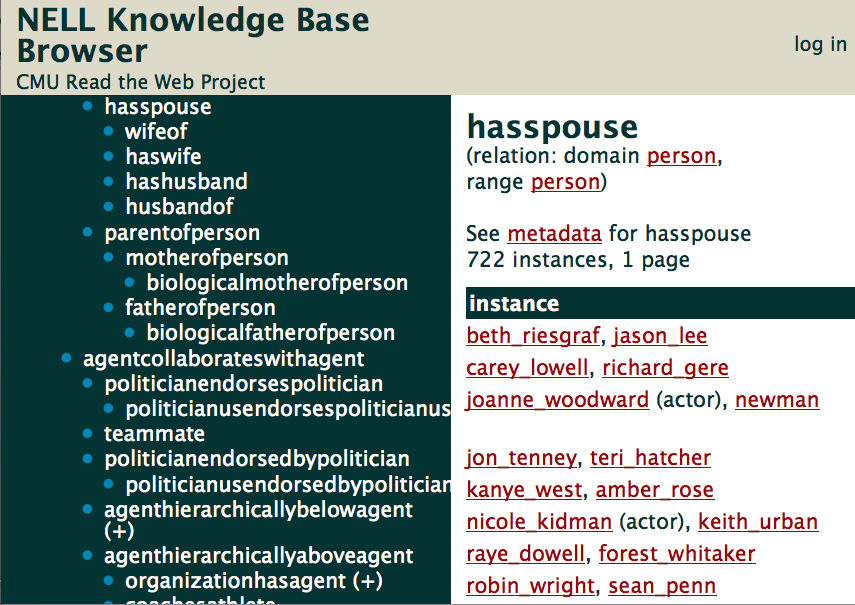 NELL Knowledge Base
Browser
CMU Read the Web Project
log in
hasspouse
wifeof
haswife
hashusband
husbandof
parentofperson
motherofperson
biologicalmotherofperson
fatherofperson
biologicalfatherofperson
agentcollaborateswithagent
politicianendorsespolitician
politicianusendorsespoliticianus
teammate
politicianendorsedbypolitician
politicianusendorsedbypolitician
agenthierarchicallybelowagent
(+)
agenthierarchicallyaboveagent
organizationhasagent (+)
coachesathlete
hasspouse
(relation: domain person,
range person)
See metadata for hasspouse
722 instances, 1 page
instance
beth_riesgraf, jason_lee
carey_lowell, richard_gere
joanne_woodward (actor), newman
jon_tenney, teri_hatcher
kanye_west, amber_rose
nicole_kidman (actor), keith_urban
raye_dowell, forest_whitaker
robin_wright, sean_penn